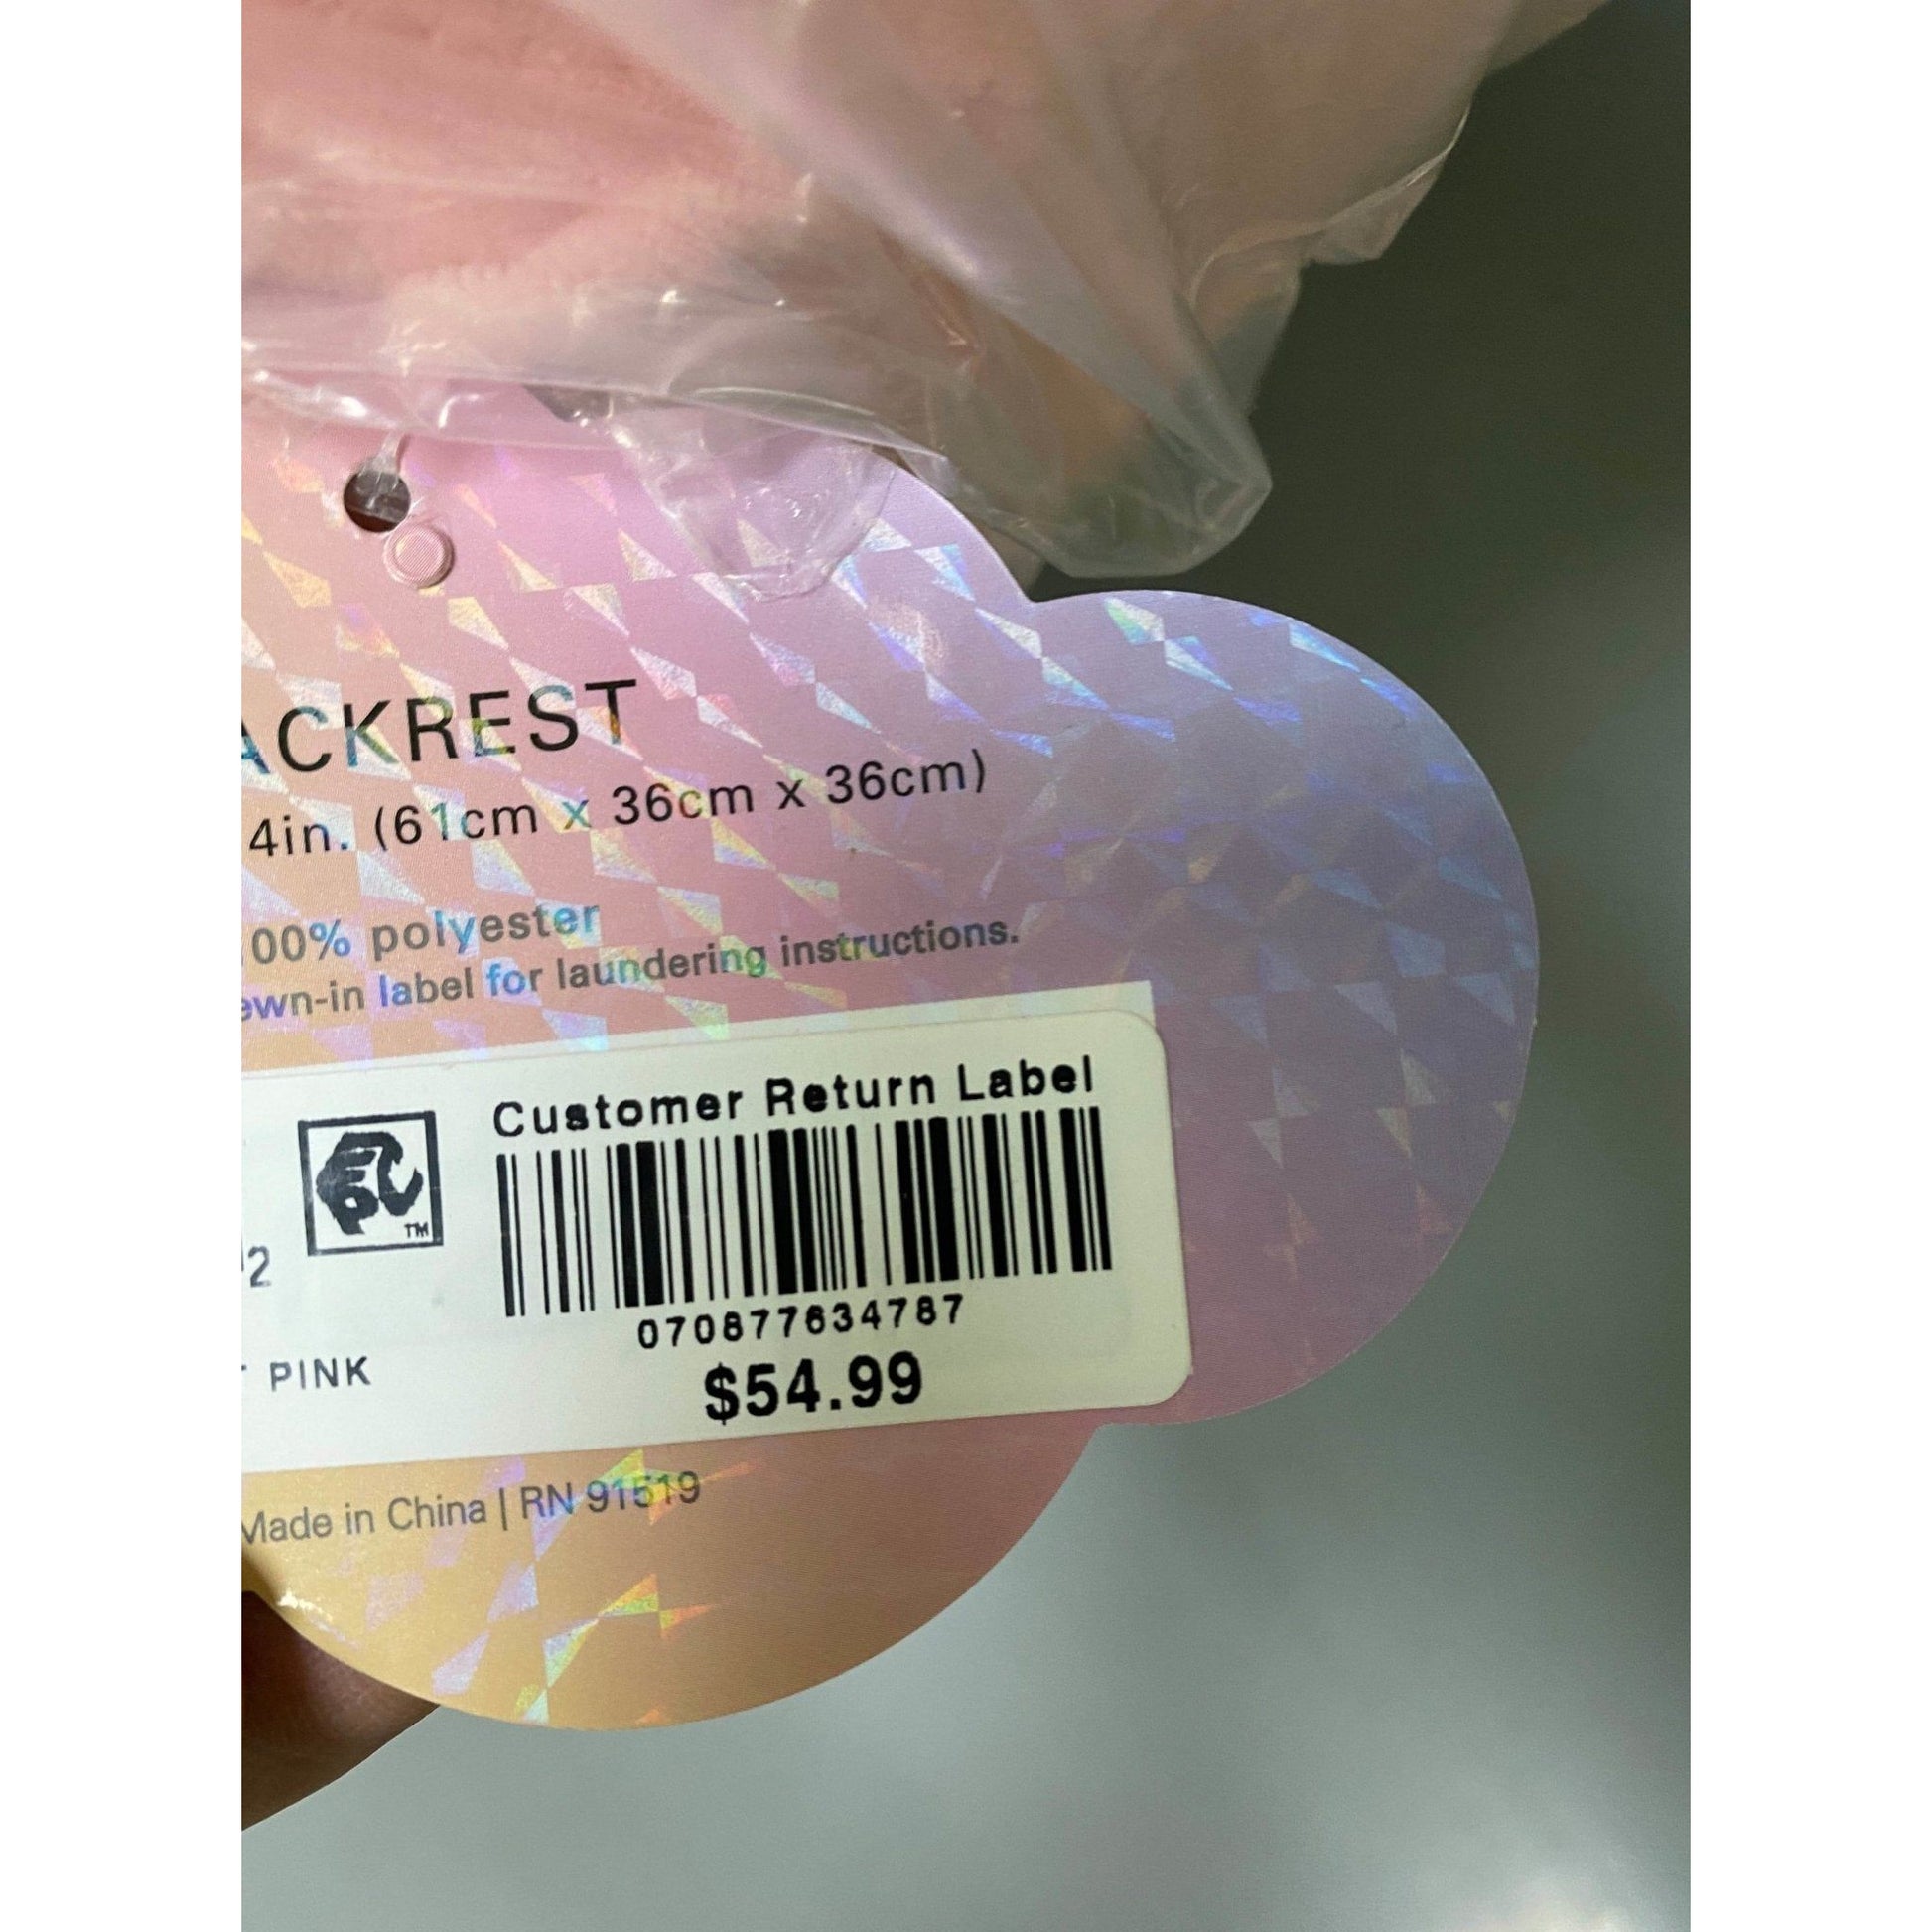 ACKREST
4in. (61cm x 36cm x 36cm)
00% polyester
ewn-in label for laundering instructions.
Customer Return Label
TM
2
070877634787
PINK
$54.99
Made in China | RN 91519